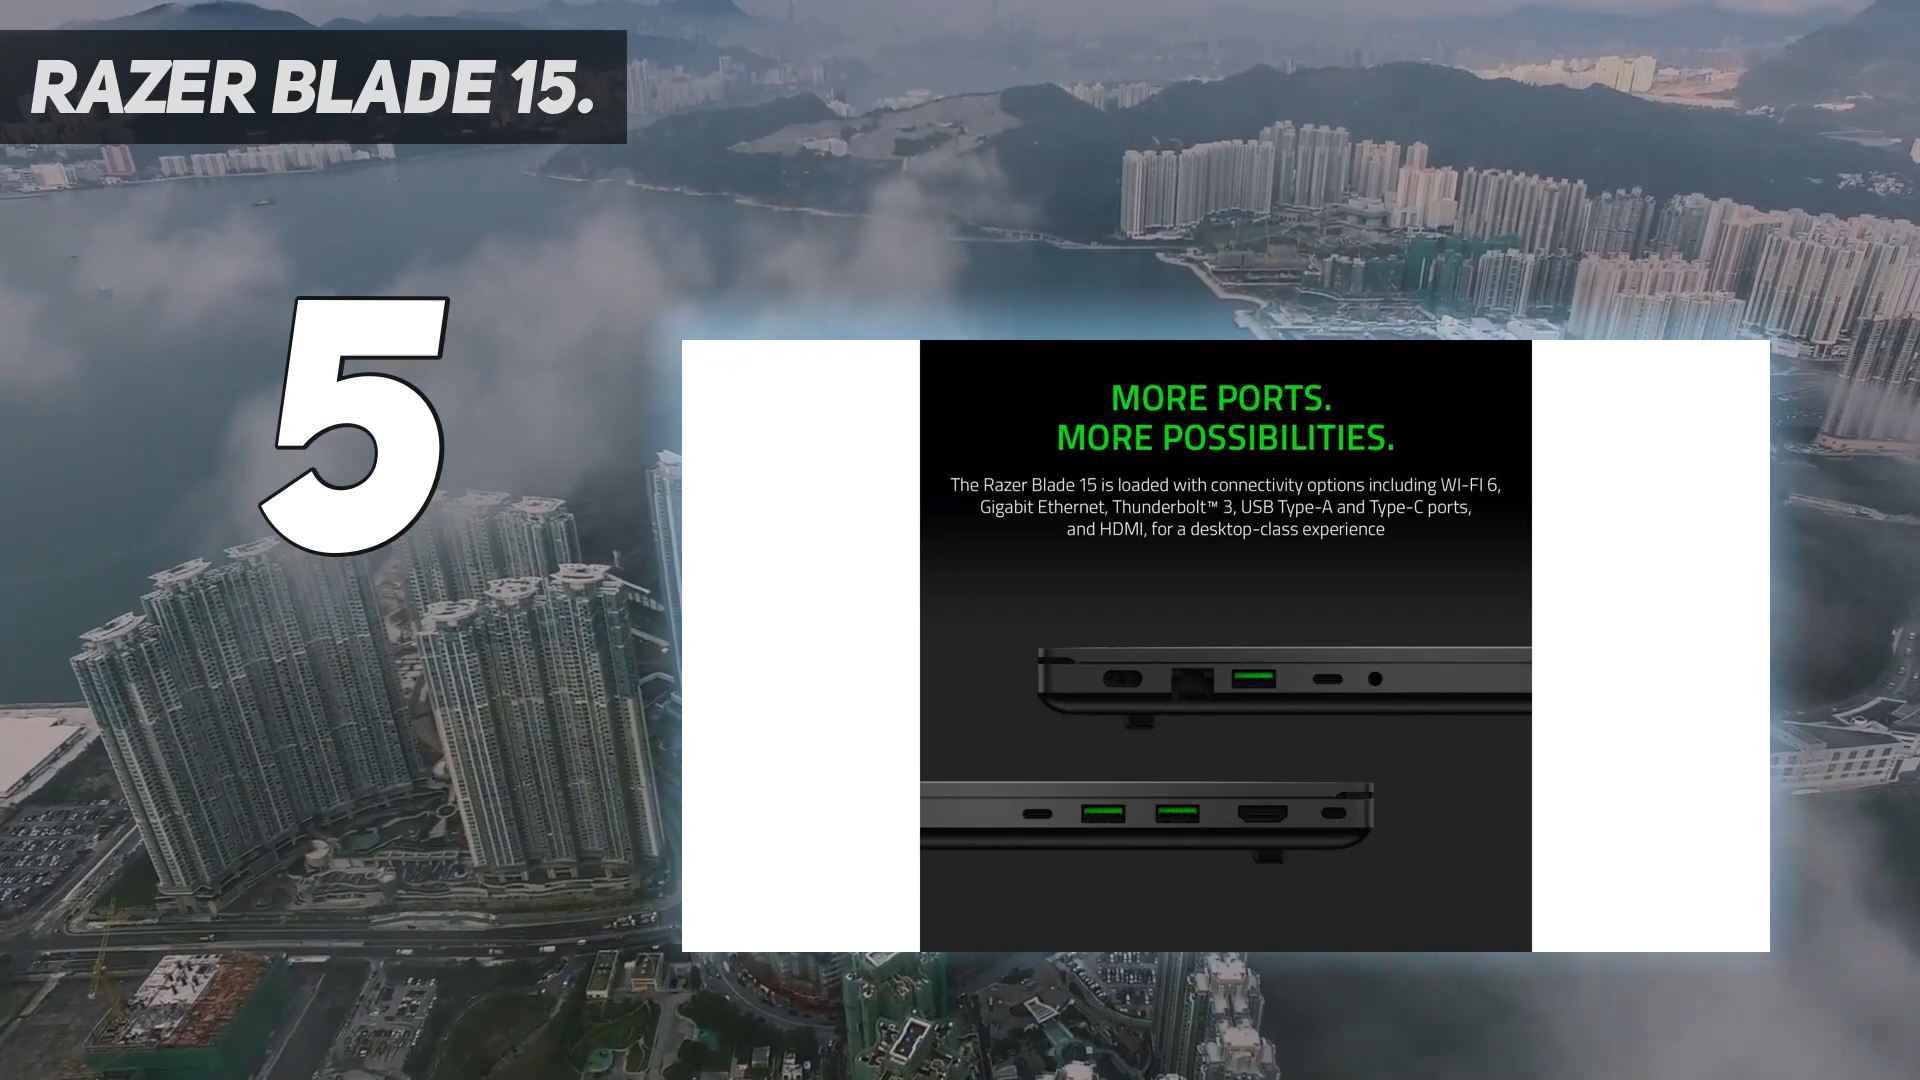 RAZER BLADE 15.
5
MORE PORTS.
MORE POSSIBILITIES.
The Razer Blade 15 is loaded with connectivity options including WI-FI 6,
Gigabit Ethernet, Thunderbolt™ 3, USB Type-A and Type-C ports,
and HDMI, for a desktop-class experience